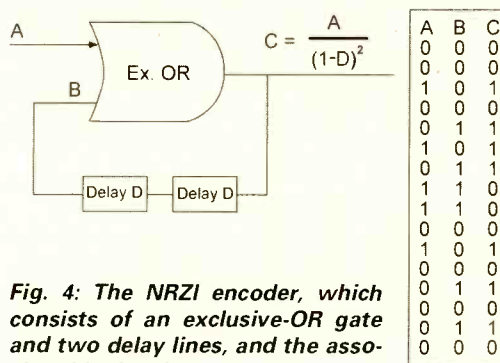 A
B
Ex. OR
C = A
(1-D)²
Delay D Delay D
A B C
0 0 0
0 0 0
1 0 1
0 0 0
0 1 1
1 0 1
0 1 1
1 1 0
1 1 0
0 0 0
1 0 1
0 0 0
0 1 1
0 0 0
0 1 1
0 0 0
Fig. 4: The NRZI encoder, which
consists of an exclusive-OR gate
and two delay lines, and the asso-